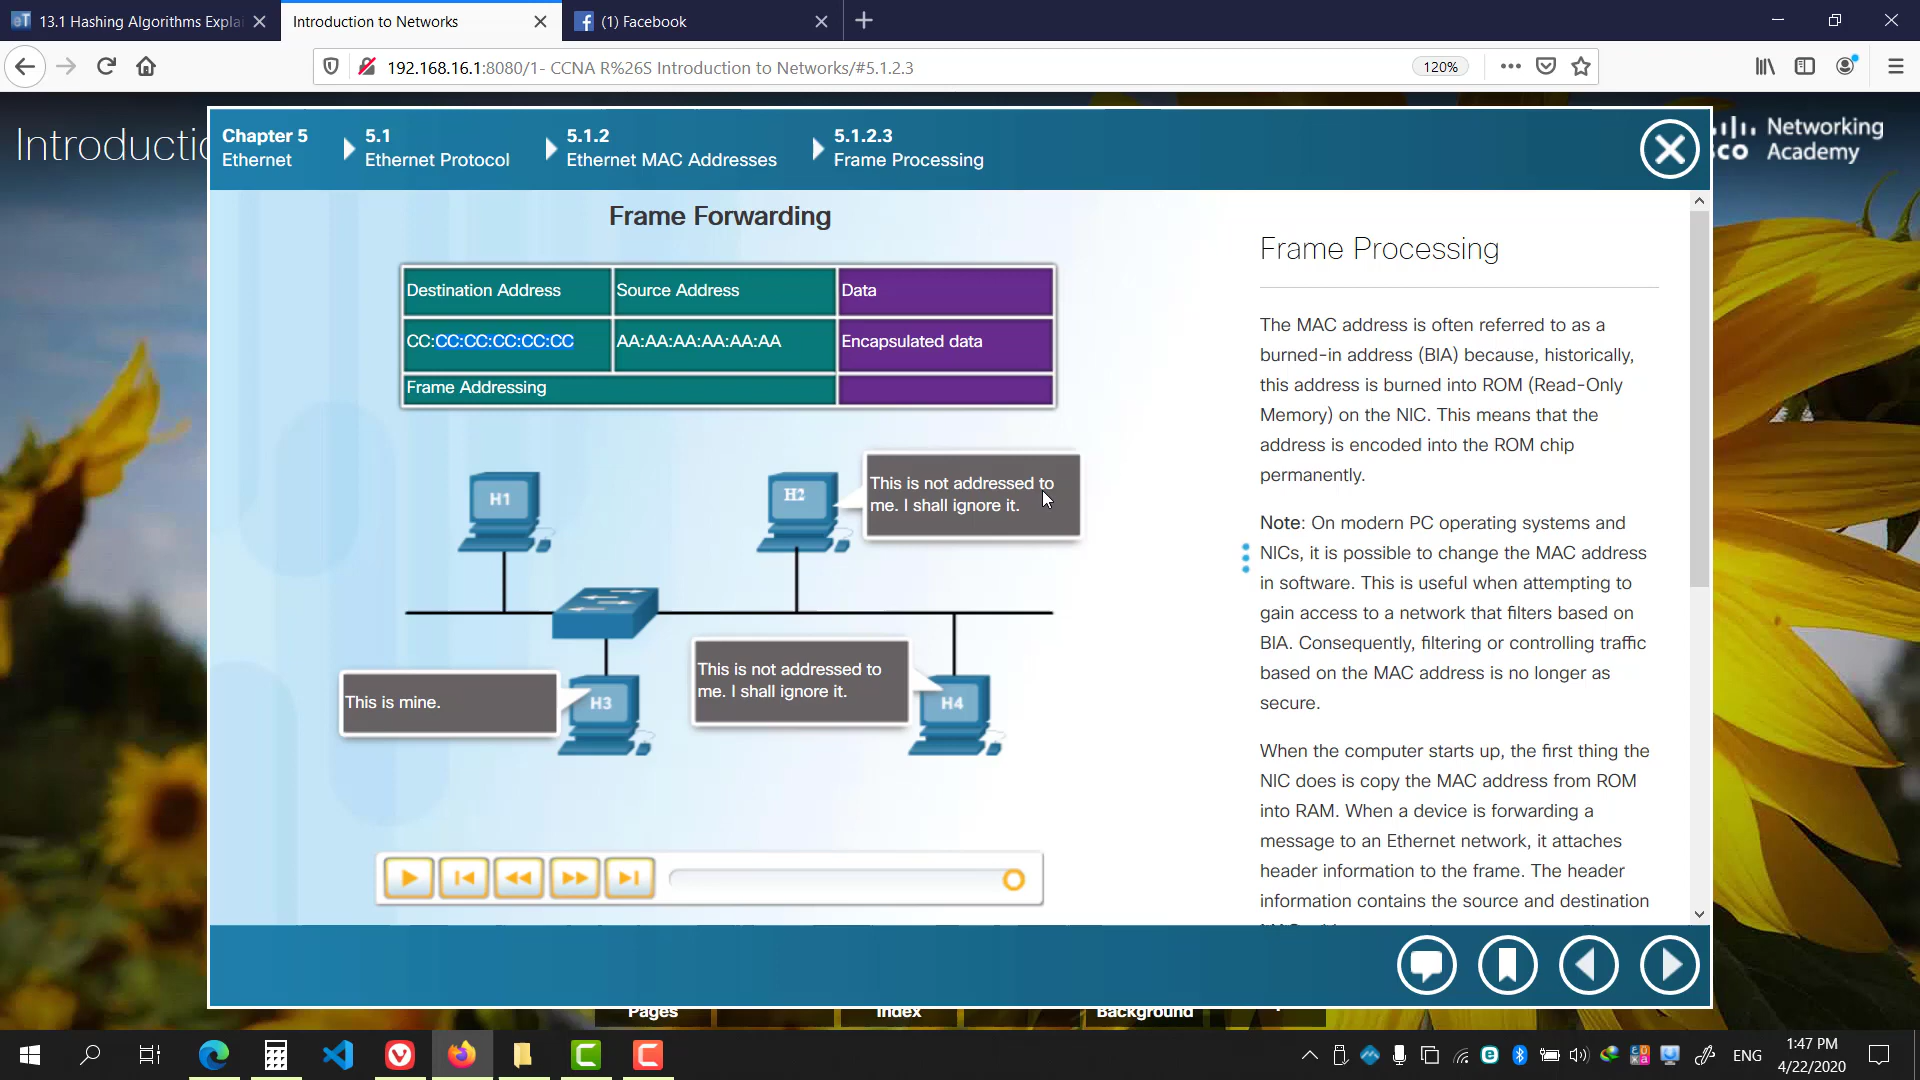 13.1 Hashing Algorithms Explai
Introduction to Networks
(1) Facebook
192.168.16.1:8080/1- CCNA R%26S Introduction to Networks/#5.1.2.3
120%
Introductio
Networking
Academy
Chapter 5
Ethernet
5.1
Ethernet Protocol
5.1.2
Ethernet MAC Addresses
5.1.2.3
Frame Processing
Frame Forwarding
Destination Address
Source Address
Data
CC:CC:CC:CC:CC:CC
AA:AA:AA:AA:AA:AA
Encapsulated data
Frame Addressing
H1
H2
This is not addressed to
me. I shall ignore it.
This is mine.
H3
This is not addressed to
me. I shall ignore it.
H4
Frame Processing
The MAC address is often referred to as a
burned-in address (BIA) because, historically,
this address is burned into ROM (Read-Only
Memory) on the NIC. This means that the
address is encoded into the ROM chip
permanently.
Note: On modern PC operating systems and
NICs, it is possible to change the MAC address
in software. This is useful when attempting to
gain access to a network that filters based on
BIA. Consequently, filtering or controlling traffic
based on the MAC address is no longer as
secure.
When the computer starts up, the first thing the
NIC does is copy the MAC address from ROM
into RAM. When a device is forwarding a
message to an Ethernet network, it attaches
header information to the frame. The header
information contains the source and destination
Pages
Index
Background
ENG
1:47 PM
4/22/2020